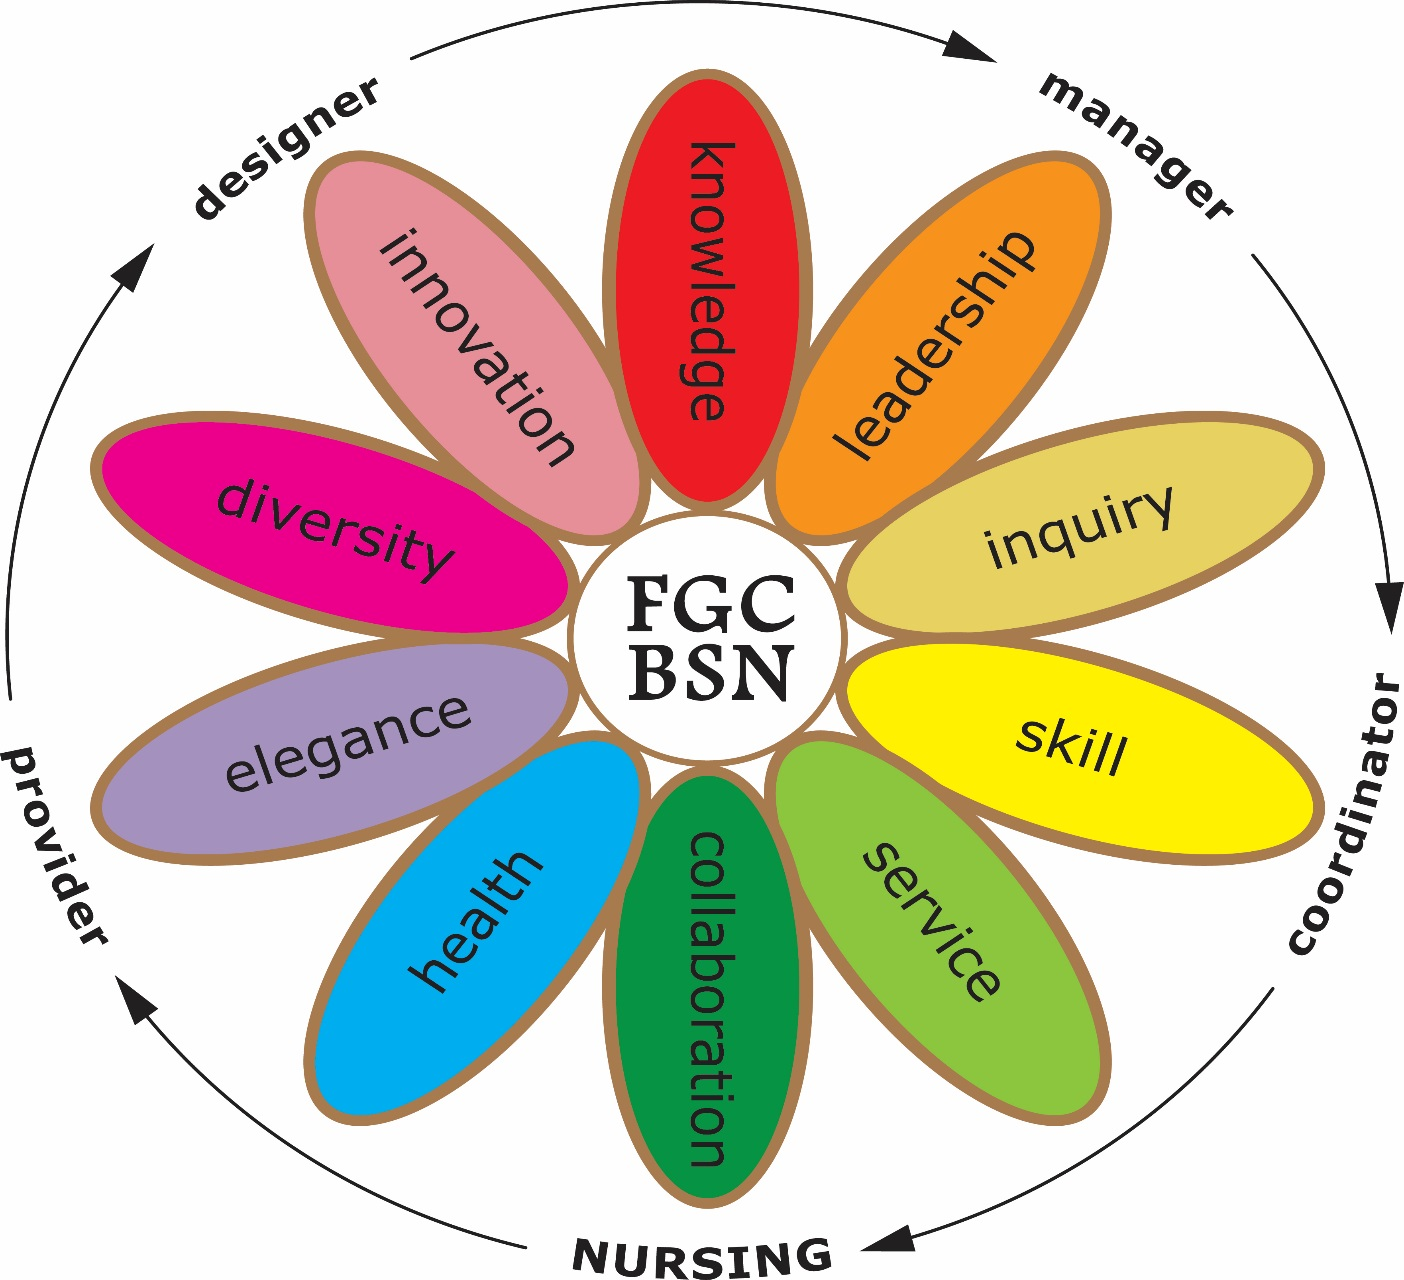 designer
manager
knowledge
innovation
leadership
diversity
inquiry
FGC
BSN
elegance
skill
provider
coordinator
health
service
collaboration
NURSING